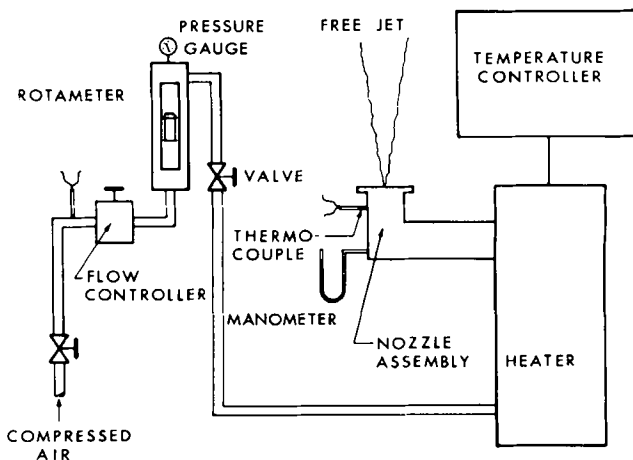 PRESSURE
GAUGE
FREE JET
TEMPERATURE
CONTROLLER
ROTAMETER
VALVE
THERMO-
COUPLE
FLOW
CONTROLLER
MANOMETER
NOZZLE
ASSEMBLY
HEATER
COMPRESSED
AIR